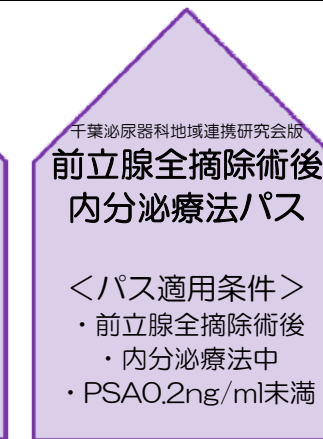 千葉泌尿器科地域連携研究会版
前立腺全摘除術後
内分泌療法パス
＜パス適用条件＞
・前立腺全摘除術後
・内分泌療法中
・PSA0.2ng/ml未満